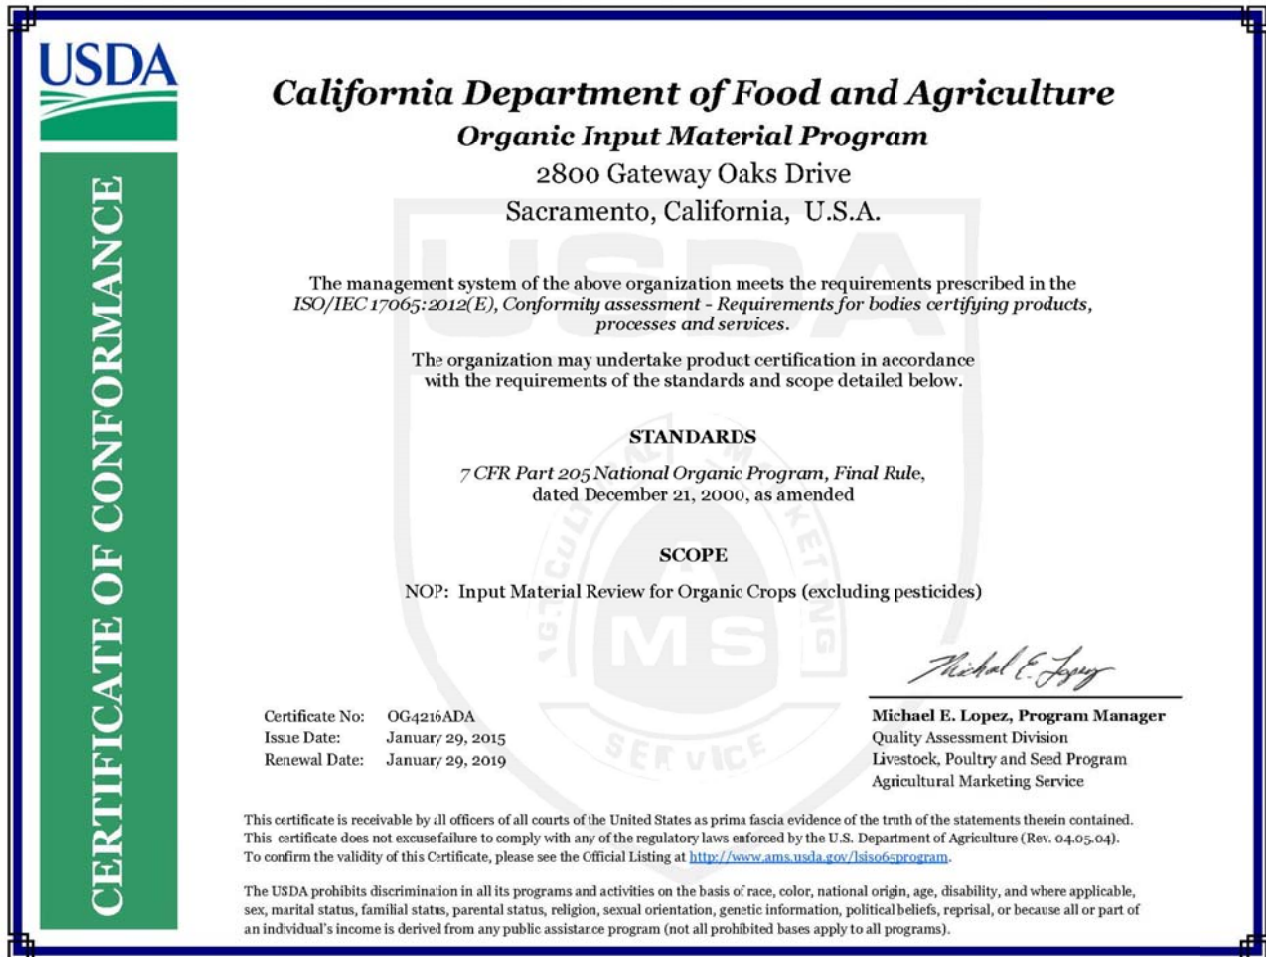 USDA
CERTIFICATE OF CONFORMANCE
California Department of Food and Agriculture
Organic Input Material Program
2800 Gateway Oaks Drive
Sacramento, California, U.S.A.
The management system of the above organization meets the requirements prescribed in the
ISO/IEC 17065:2012(E), Conformity assessment - Requirements for bodies certifying products,
processes and services.
The organization may undertake product certification in accordance
with the requirements of the standards and scope detailed below.
STANDARDS
7 CFR Part 205 National Organic Program, Final Rule,
dated December 21, 2000, as amended
SCOPE
NOP: Input Material Review for Organic Crops (excluding pesticides)
Michael E. Lopez
Certificate No: OG4216ADA
Issue Date: January 29, 2015
Renewal Date: January 29, 2019
Michael E. Lopez, Program Manager
Quality Assessment Division
Livestock, Poultry and Seed Program
Agricultural Marketing Service
This certificate is receivable by all officers of all courts of the United States as prima fascia evidence of the truth of the statements therein contained.
This certificate does not excusefailure to comply with any of the regulatory laws enforced by the U.S. Department of Agriculture (Rev. 04.05.04).
To confirm the validity of this Certificate, please see the Official Listing at http://www.ams.usda.gov/lsiso65program.
The USDA prohibits discrimination in all its programs and activities on the basis of race, color, national origin, age, disability, and where applicable,
sex, marital status, familial status, parental status, religion, sexual orientation, genetic information, political beliefs, reprisal, or because all or part of
an individual's income is derived from any public assistance program (not all prohibited bases apply to all programs).
USDA
AGRICULTURAL MARKETING
AMS
SERVICE